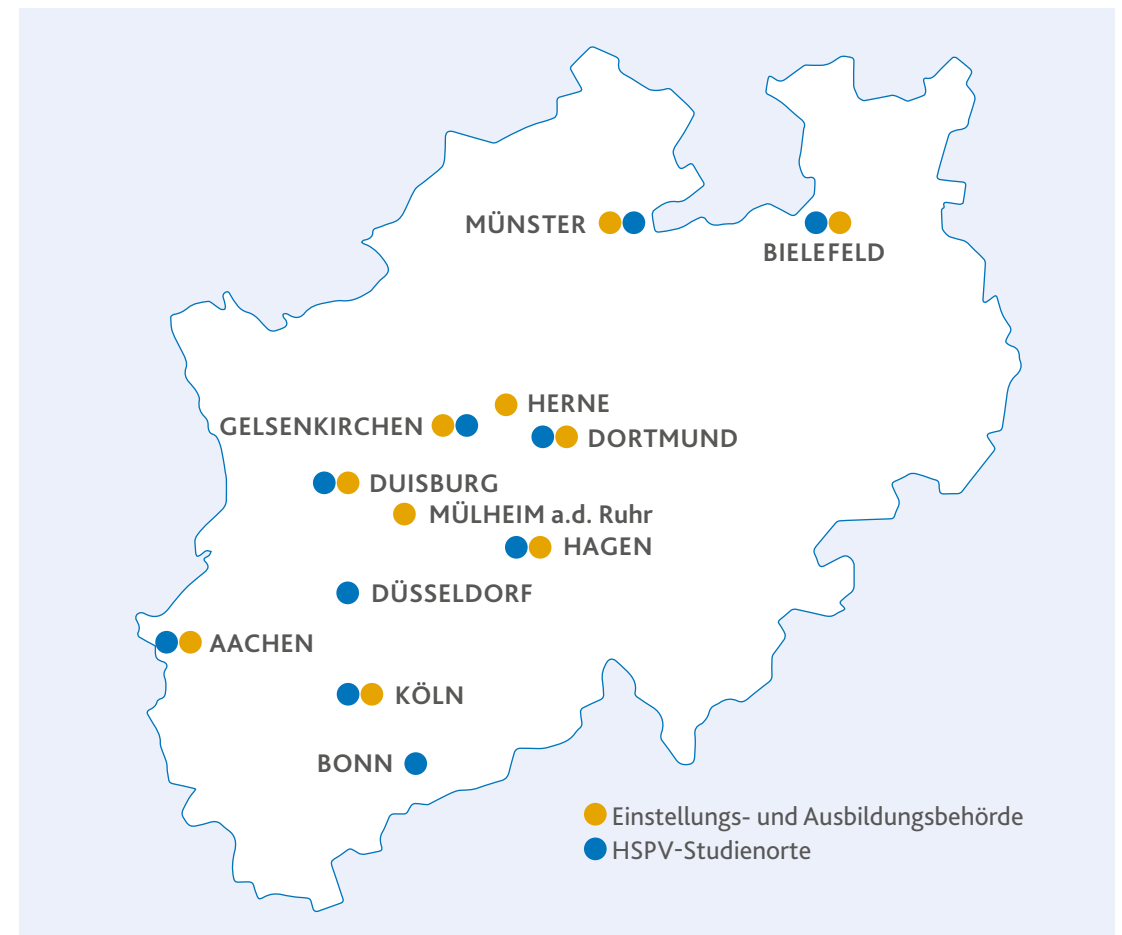 MÜNSTER
BIELEFELD
HERNE
GELSENKIRCHEN
DORTMUND
DUISBURG
MÜLHEIM a.d. Ruhr
HAGEN
DÜSSELDORF
AACHEN
KÖLN
BONN
Einstellungs- und Ausbildungsbehörde
HSPV-Studienorte